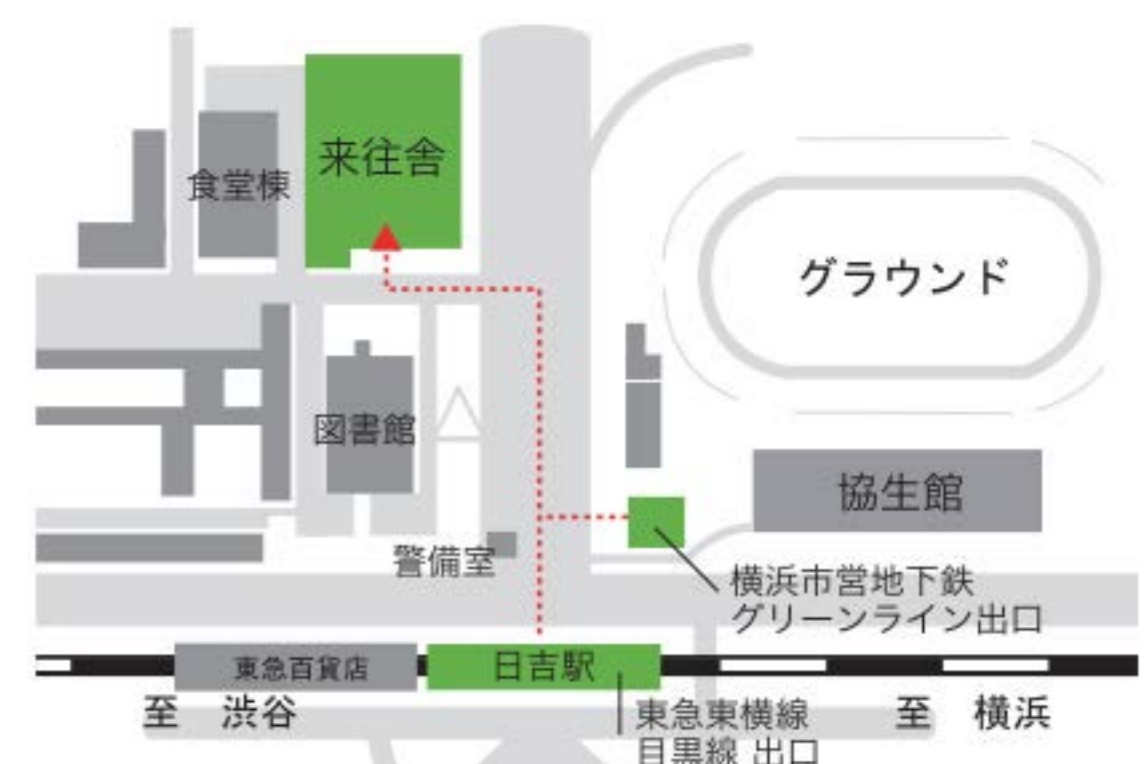 来往舎
食堂棟
グラウンド
図書館
協生館
警備室
横浜市営地下鉄
グリーンライン出口
東急百貨店
日吉駅
至 渋谷
東急東横線
目黒線 出口
至 横浜